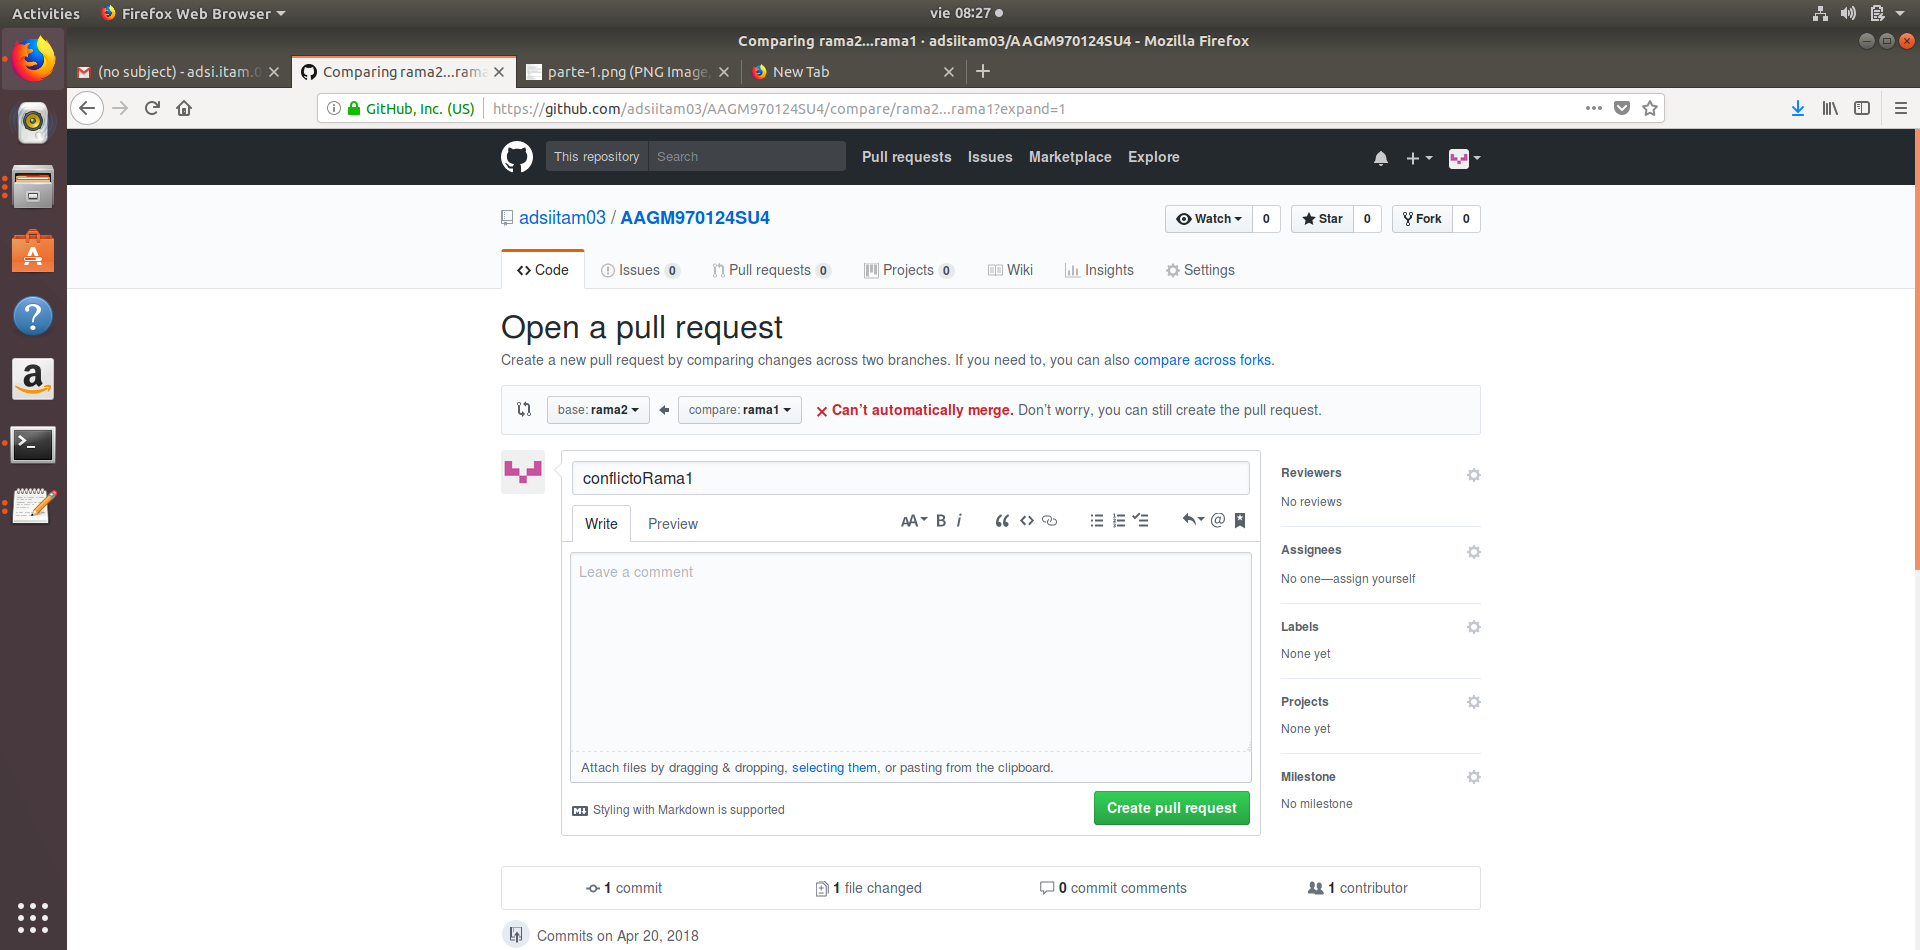 Activities Firefox Web Browser vie 08:27
Comparing rama2...rama1 · adsiitam03/AAGM970124SU4 - Mozilla Firefox
(no subject) - adsi.itam.0 Comparing rama2...rama parte-1.png (PNG Image, New Tab
GitHub, Inc. (US) https://github.com/adsiitam03/AAGM970124SU4/compare/rama2...rama1?expand=1
This repository Search Pull requests Issues Marketplace Explore
adsiitam03 / AAGM970124SU4 Watch 0 Star 0 Fork 0
Code Issues 0 Pull requests 0 Projects 0 Wiki Insights Settings
Open a pull request
Create a new pull request by comparing changes across two branches. If you need to, you can also compare across forks.
base: rama2 compare: rama1 Can’t automatically merge. Don’t worry, you can still create the pull request.
conflictoRama1
Write Preview AA B i
Leave a comment
Attach files by dragging & dropping, selecting them, or pasting from the clipboard.
Styling with Markdown is supported Create pull request
Reviewers
No reviews
Assignees
No one—assign yourself
Labels
None yet
Projects
None yet
Milestone
No milestone
1 commit 1 file changed 0 commit comments 1 contributor
Commits on Apr 20, 2018